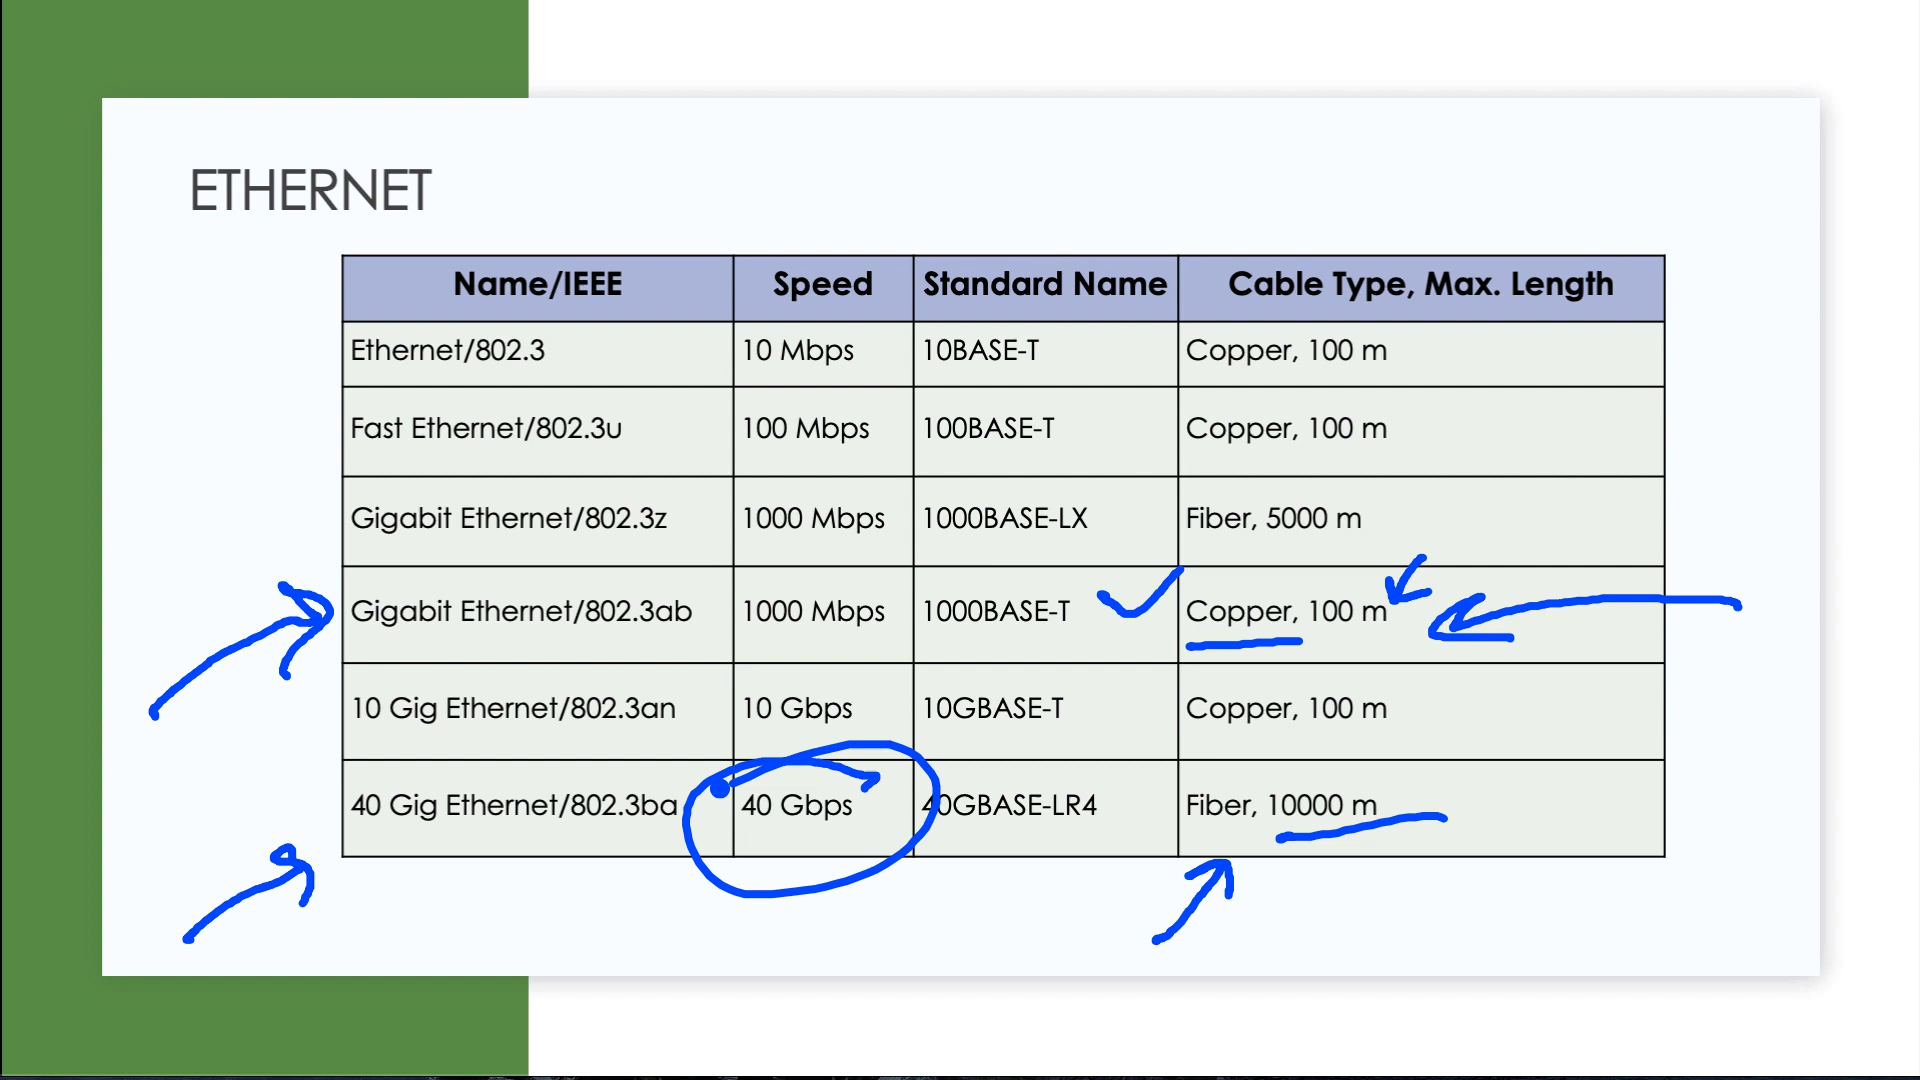 ETHERNET
Name/IEEE Speed Standard Name Cable Type, Max. Length
Ethernet/802.3 10 Mbps 10BASE-T Copper, 100 m
Fast Ethernet/802.3u 100 Mbps 100BASE-T Copper, 100 m
Gigabit Ethernet/802.3z 1000 Mbps 1000BASE-LX Fiber, 5000 m
Gigabit Ethernet/802.3ab 1000 Mbps 1000BASE-T Copper, 100 m
10 Gig Ethernet/802.3an 10 Gbps 10GBASE-T Copper, 100 m
40 Gig Ethernet/802.3ba 40 Gbps 40GBASE-LR4 Fiber, 10000 m